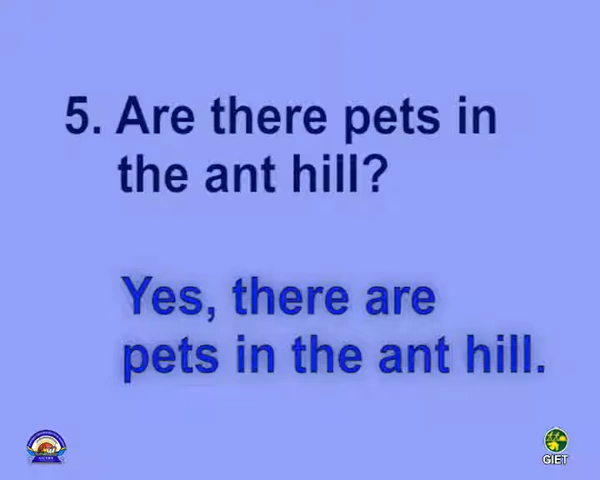 5. Are there pets in
the ant hill?
Yes, there are
pets in the ant hill.
GIET